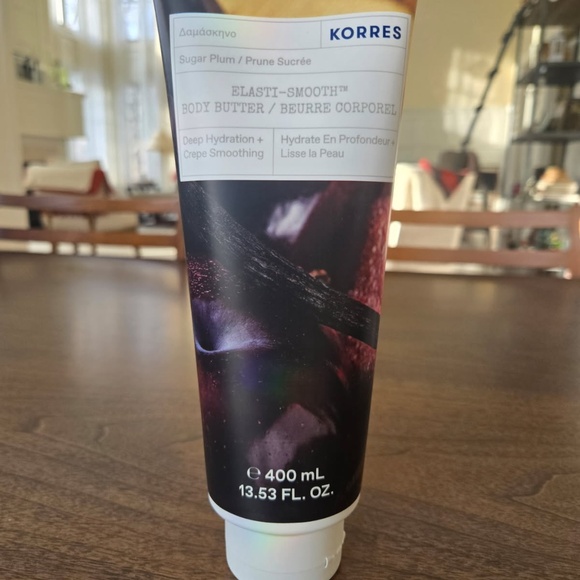 Δαμάσκηνο
KORRES
Sugar Plum / Prune Sucrée
ELASTI-SMOOTH™
BODY BUTTER / BEURRE CORPOREL
Deep Hydration +
Crepe Smoothing
Hydrate En Profondeur +
Lisse la Peau
℮ 400 mL
13.53 FL. OZ.